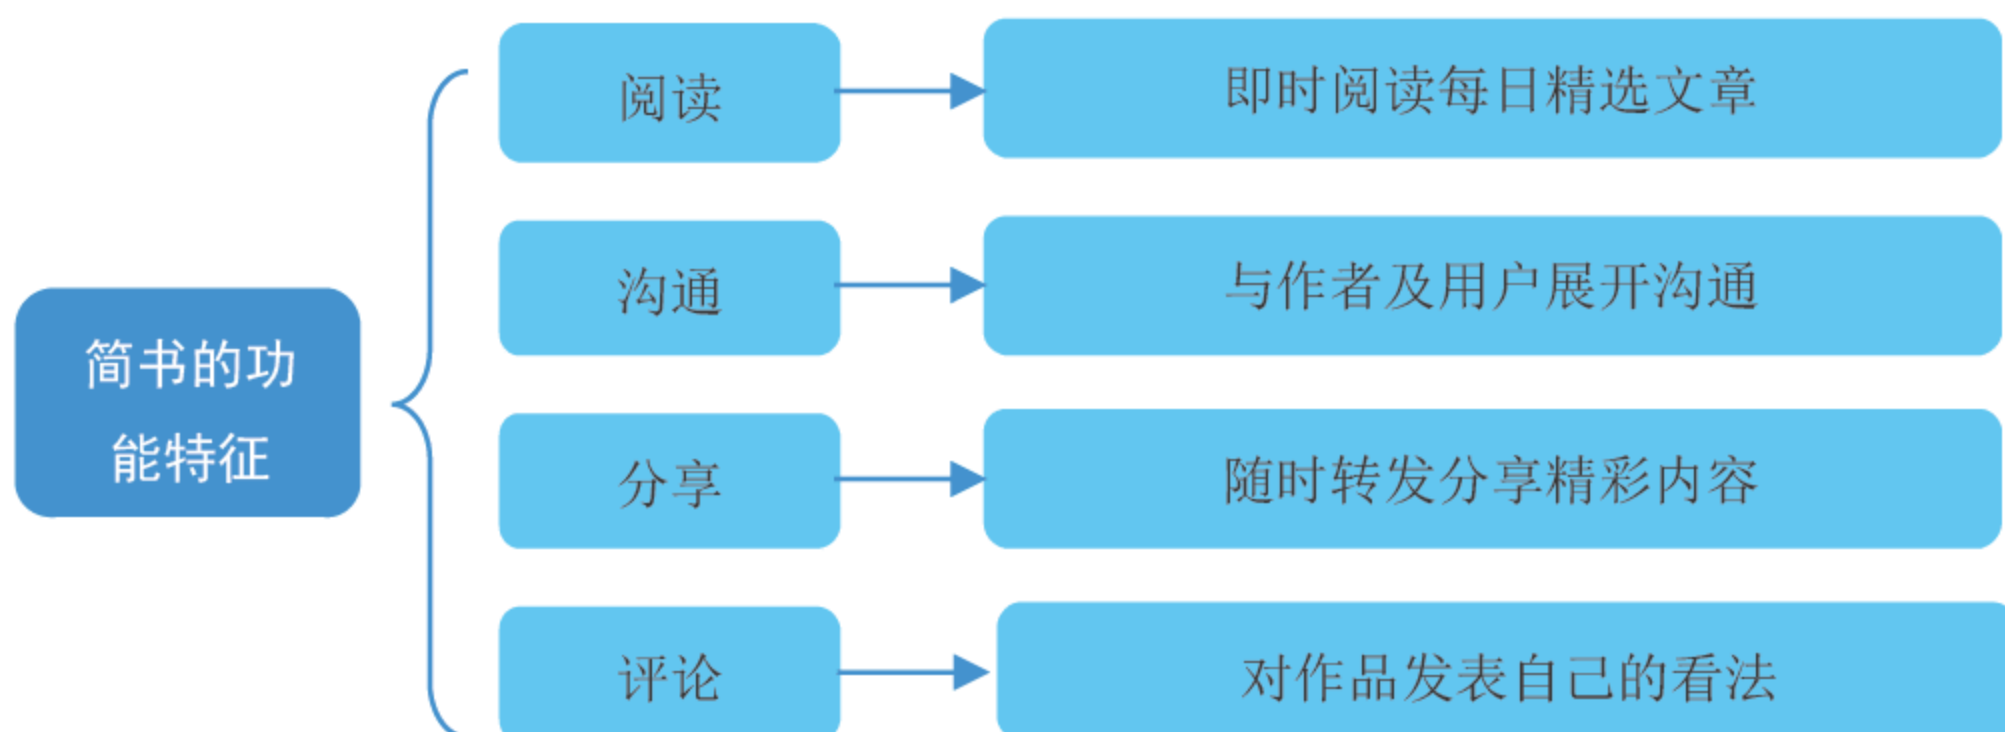 阅读
即时阅读每日精选文章
沟通
与作者及用户展开沟通
简书的功
能特征
分享
随时转发分享精彩内容
评论
对作品发表自己的看法